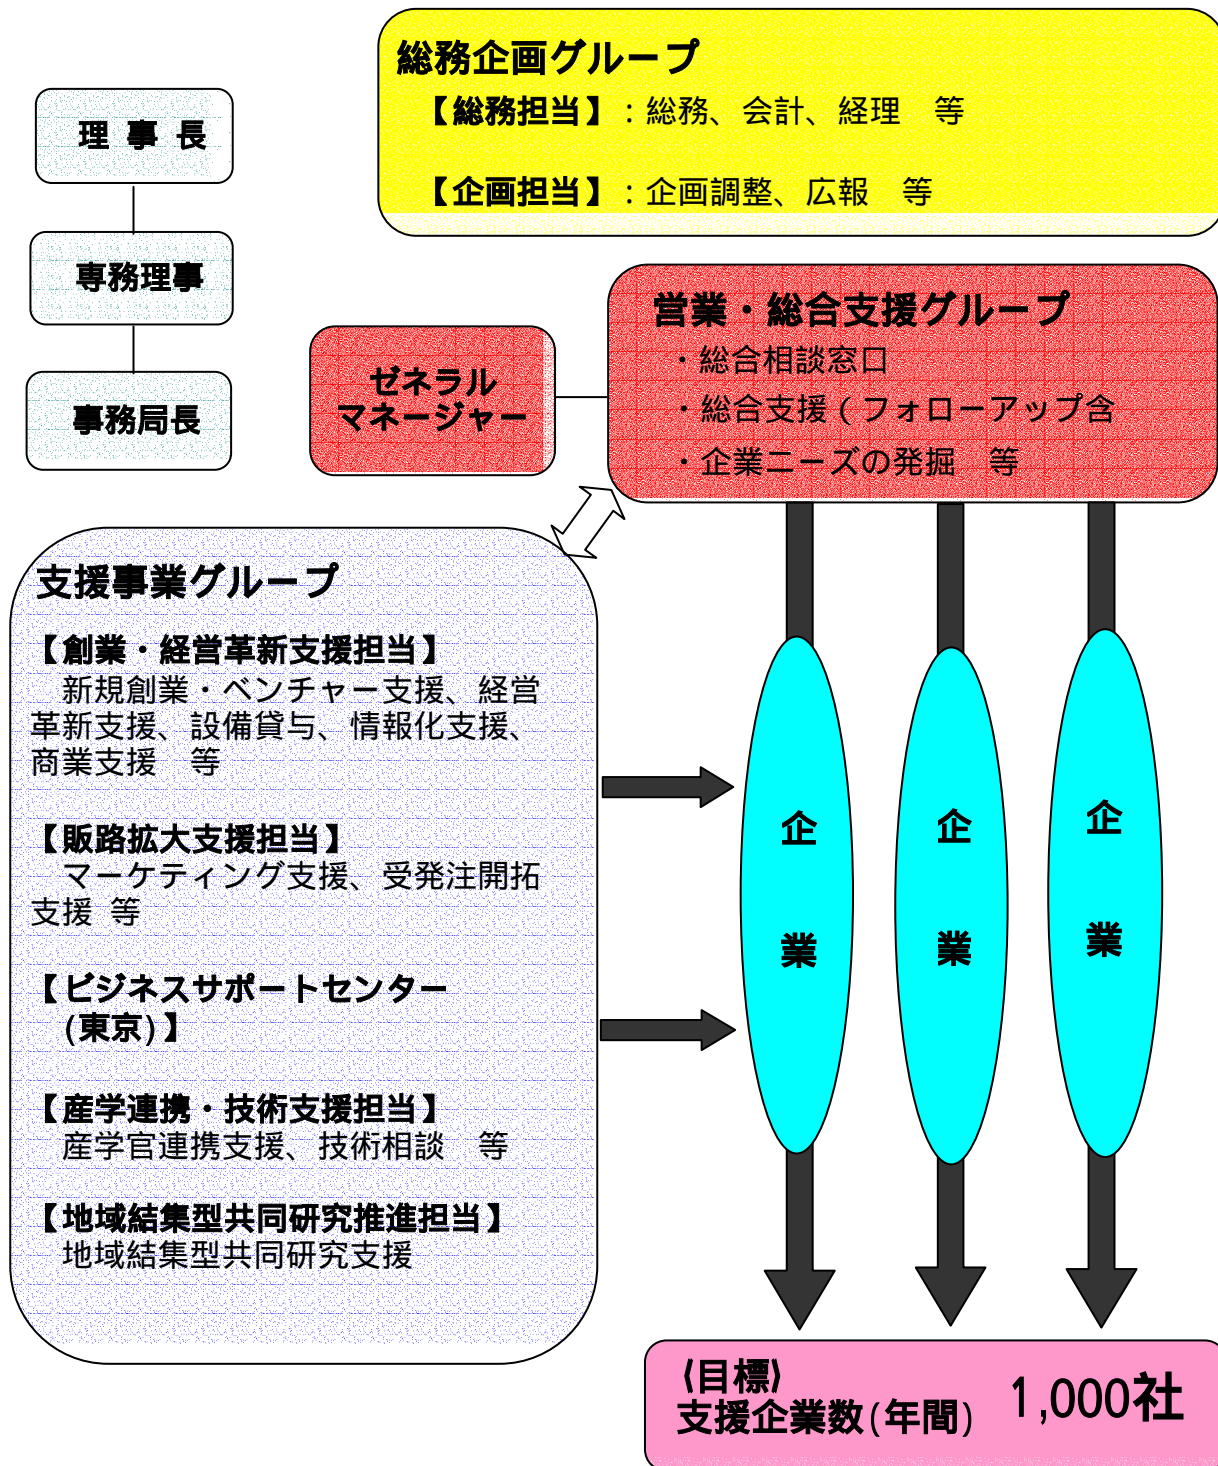 総務企画グループ
【総務担当】：総務、会計、経理　等
【企画担当】：企画調整、広報　等
理 事 長
専務理事
事務局長
ゼネラル
マネージャー
営業・総合支援グループ
・総合相談窓口
・総合支援（フォローアップ含
・企業ニーズの発掘　等
支援事業グループ
【創業・経営革新支援担当】
新規創業・ベンチャー支援、経営
革新支援、設備貸与、情報化支援、
商業支援　等
【販路拡大支援担当】
マーケティング支援、受発注開拓
支援 等
【ビジネスサポートセンター
(東京)】
【産学連携・技術支援担当】
産学官連携支援、技術相談　等
【地域結集型共同研究推進担当】
地域結集型共同研究支援
企業
企業
企業
〈目標〉
支援企業数(年間) 1,000社